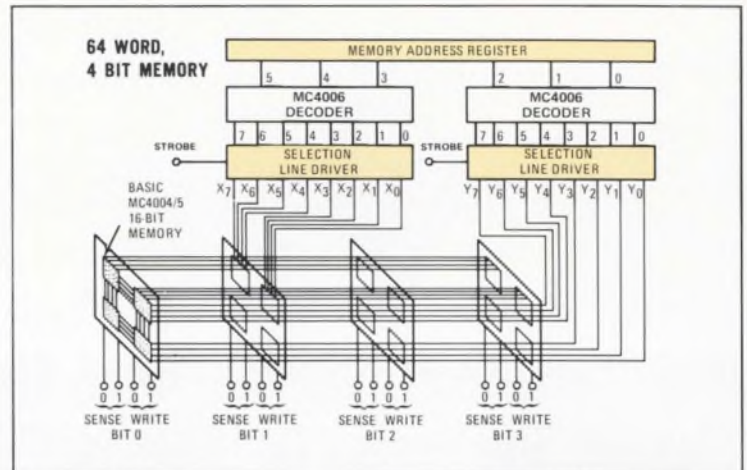 64 WORD,
4 BIT MEMORY
MEMORY ADDRESS REGISTER
5 4 3 2 1 0
MC4006
DECODER
MC4006
DECODER
7 6 5 4 3 2 1 0
7 6 5 4 3 2 1 0
STROBE
SELECTION
LINE DRIVER
STROBE
SELECTION
LINE DRIVER
X7 X6 X5 X4 X3 X2 X1 X0
Y7 Y6 Y5 Y4 Y3 Y2 Y1 Y0
BASIC
MC4004/5
16-BIT
MEMORY
0 1 0 1
SENSE WRITE
BIT 0
0 1 0 1
SENSE WRITE
BIT 1
0 1 0 1
SENSE WRITE
BIT 2
0 1 0 1
SENSE WRITE
BIT 3